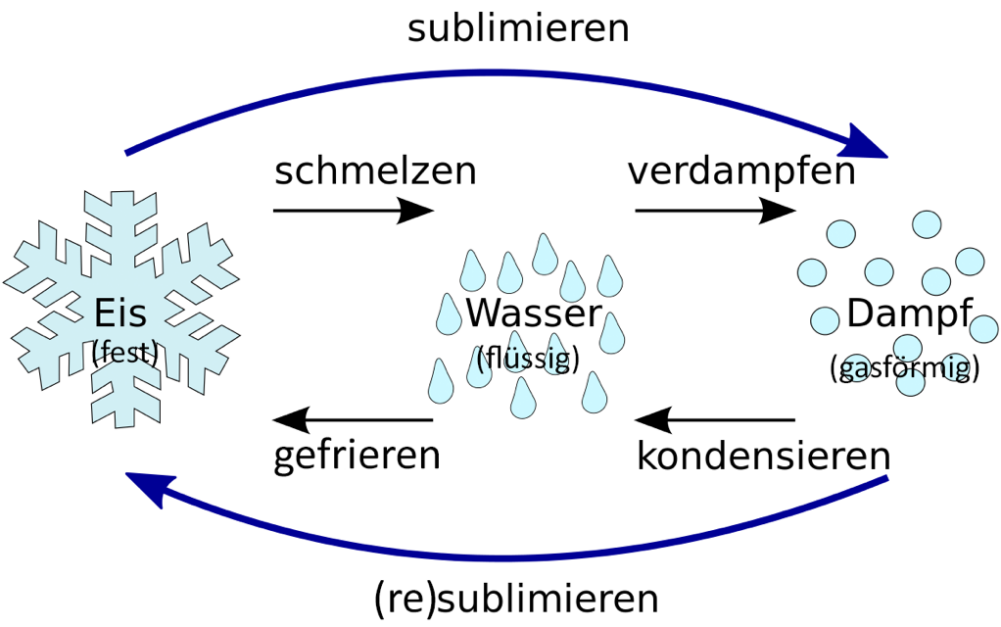 sublimieren
schmelzen
verdampfen
Eis
(fest)
Wasser
(flüssig)
Dampf
(gasförmig)
gefrieren
kondensieren
(re)sublimieren